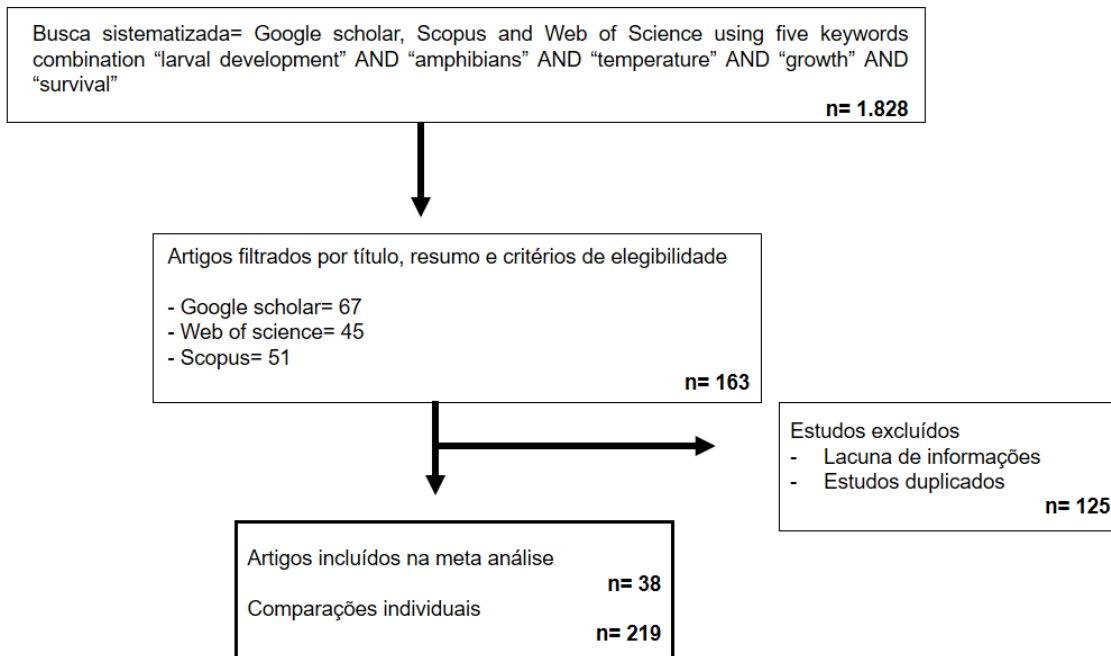 Busca sistematizada= Google scholar, Scopus and Web of Science using five keywords
combination “larval development” AND “amphibians” AND “temperature” AND “growth” AND
“survival”
n= 1.828
Artigos filtrados por título, resumo e critérios de elegibilidade
- Google scholar= 67
- Web of science= 45
- Scopus= 51
n= 163
Estudos excluídos
- Lacuna de informações
- Estudos duplicados
n= 125
Artigos incluídos na meta análise
n= 38
Comparações individuais
n= 219